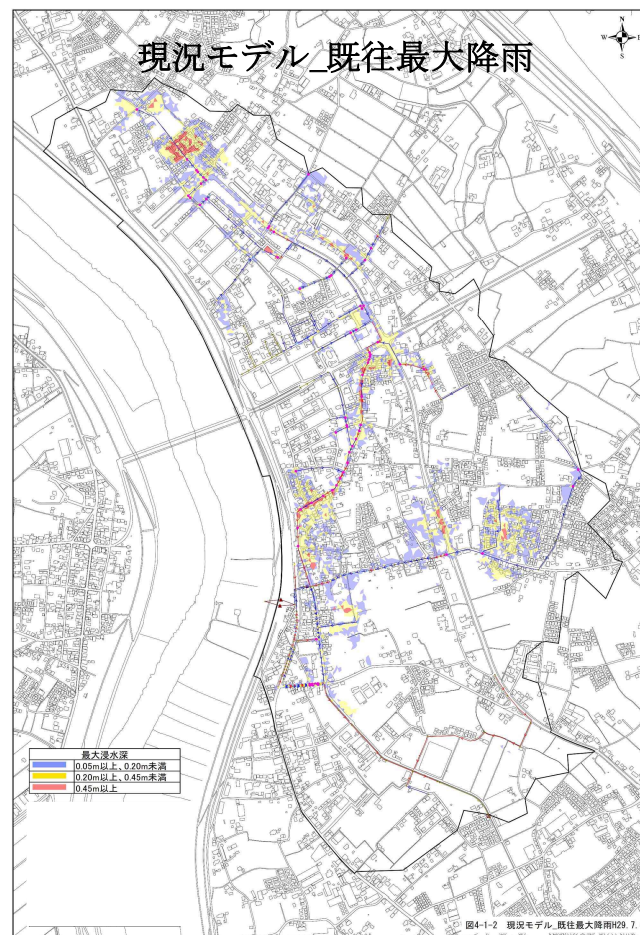 現況モデル_既往最大降雨
N
W
E
S
最大浸水深
0.05m以上、0.20m未満
0.20m以上、0.45m未満
0.45m以上
図4-1-2 現況モデル_既往最大降雨H29.7.